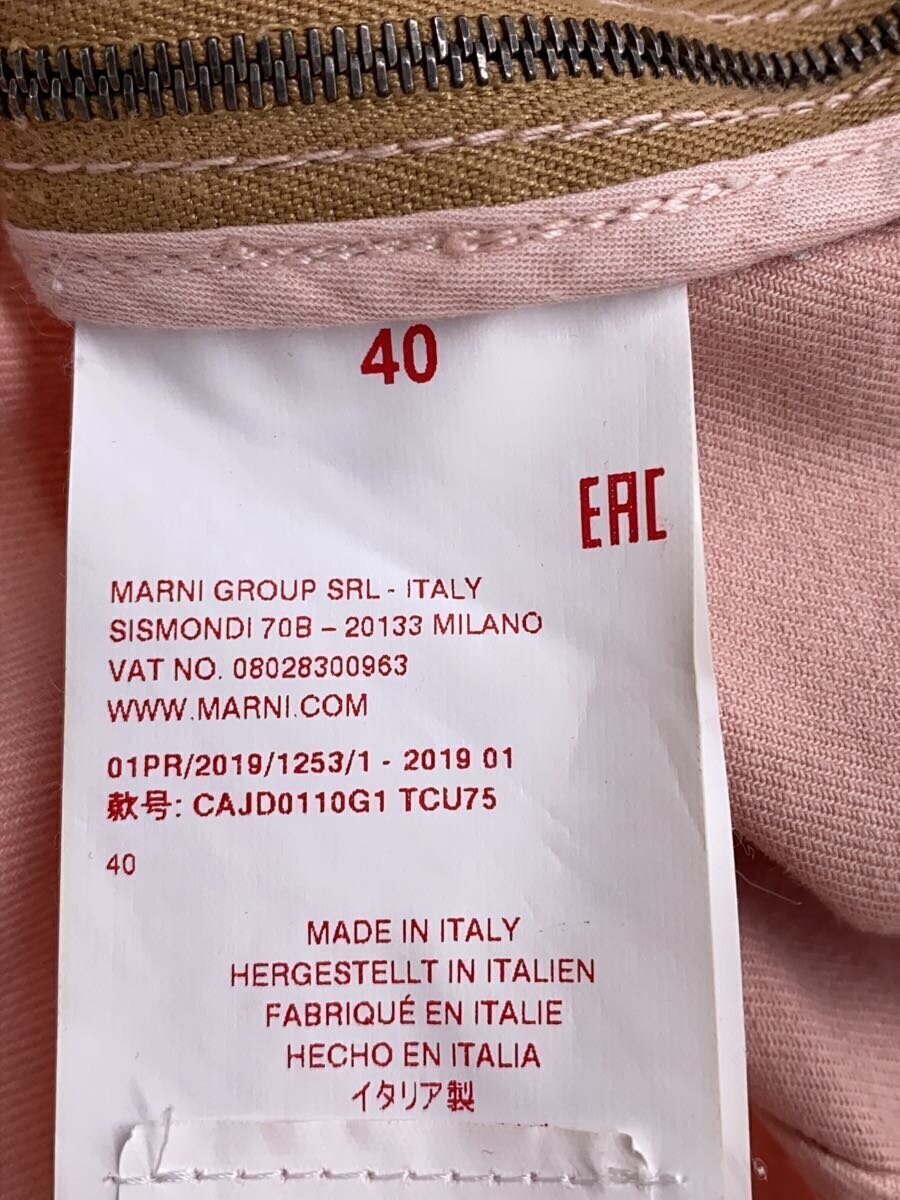 40
EAC
MARNI GROUP SRL - ITALY
SISMONDI 70B – 20133 MILANO
VAT NO. 08028300963
WWW.MARNI.COM
01PR/2019/1253/1 - 2019 01
款号: CAJD0110G1 TCU75
40
MADE IN ITALY
HERGESTELLT IN ITALIEN
FABRIQUÉ EN ITALIE
HECHO EN ITALIA
イタリア製